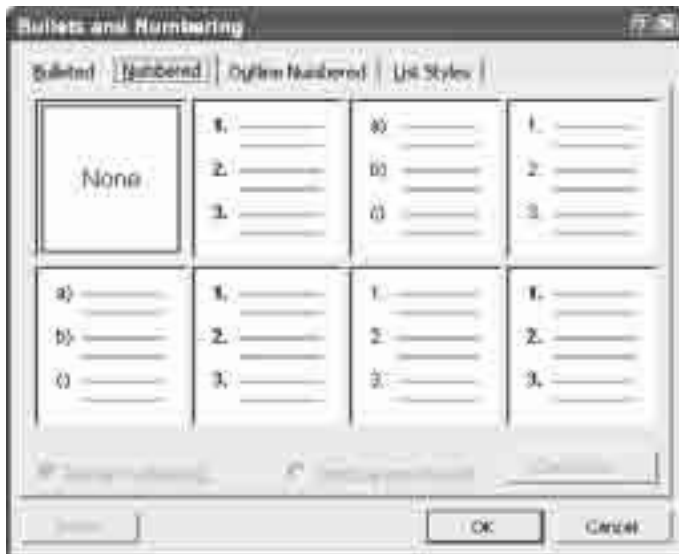 Bullets and Numbering
Bulleted Numbered Outline Numbered List Styles
None
1.
2.
3.
a)
b)
c)
1.
2.
3.
a)
b)
c)
1.
2.
3.
1.
2.
3.
1.
2.
3.
OK Cancel